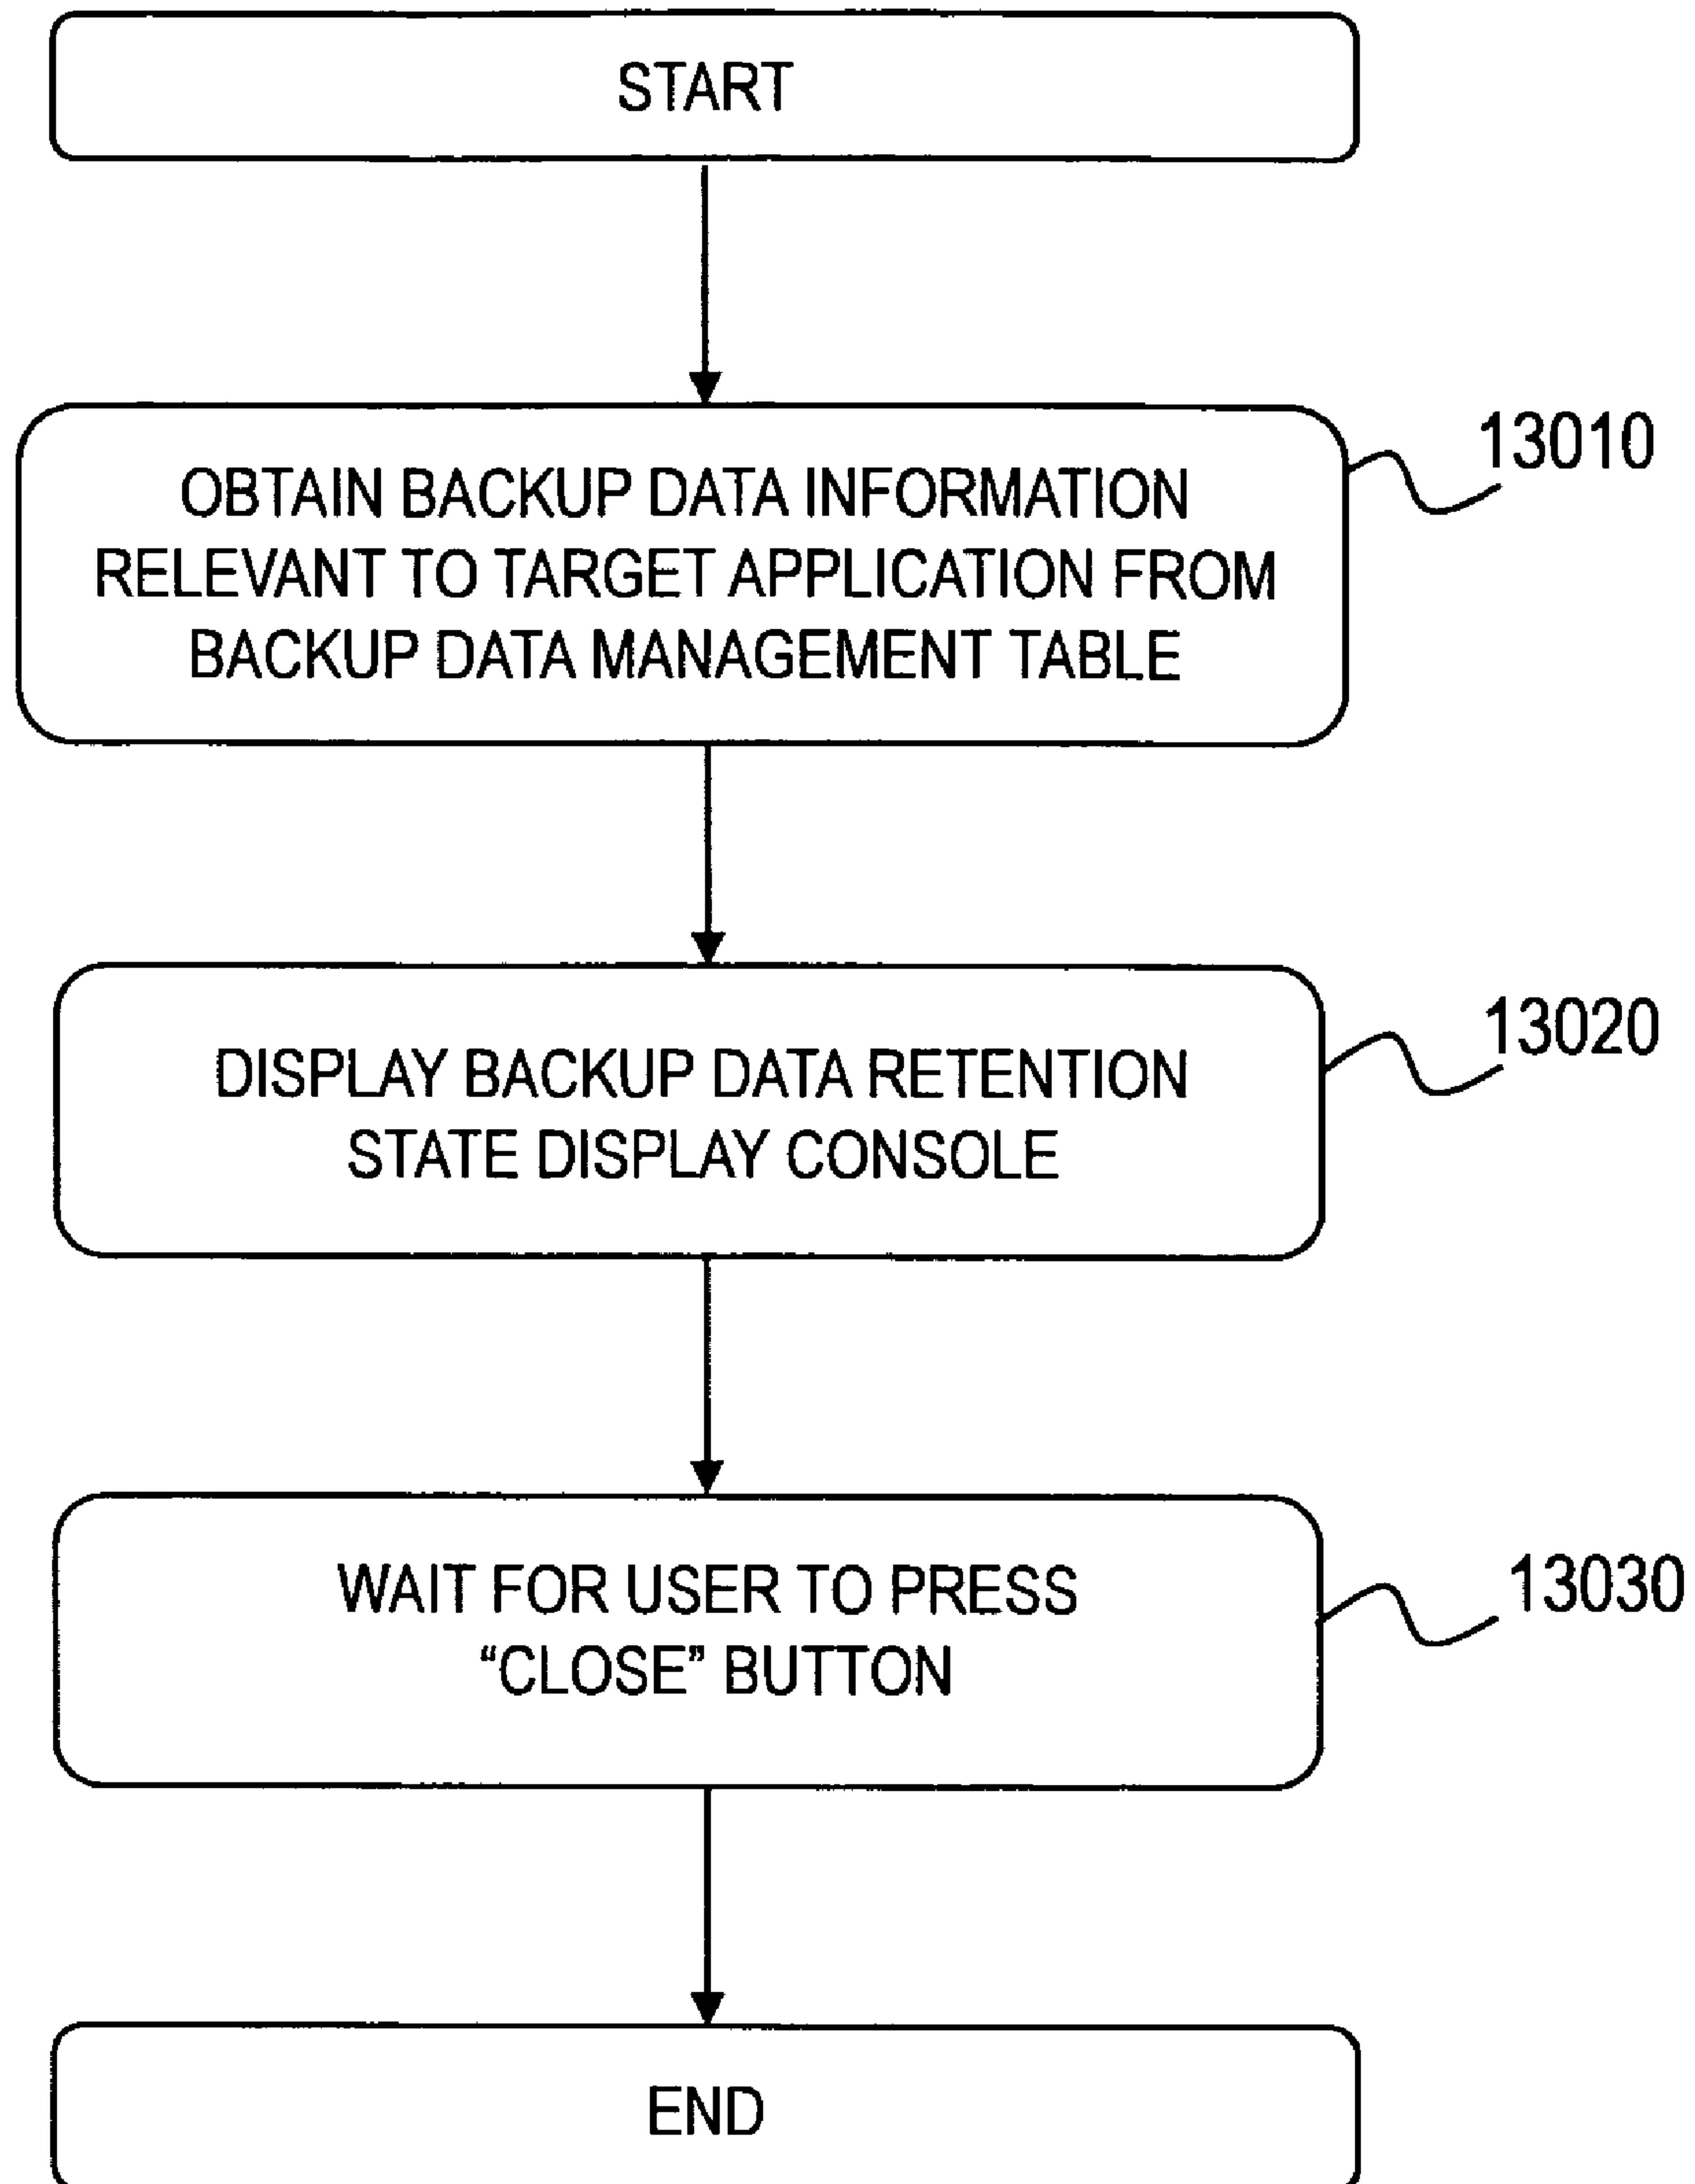 START
OBTAIN BACKUP DATA INFORMATION
RELEVANT TO TARGET APPLICATION FROM
BACKUP DATA MANAGEMENT TABLE
13010
DISPLAY BACKUP DATA RETENTION
STATE DISPLAY CONSOLE
13020
WAIT FOR USER TO PRESS
“CLOSE” BUTTON
13030
END